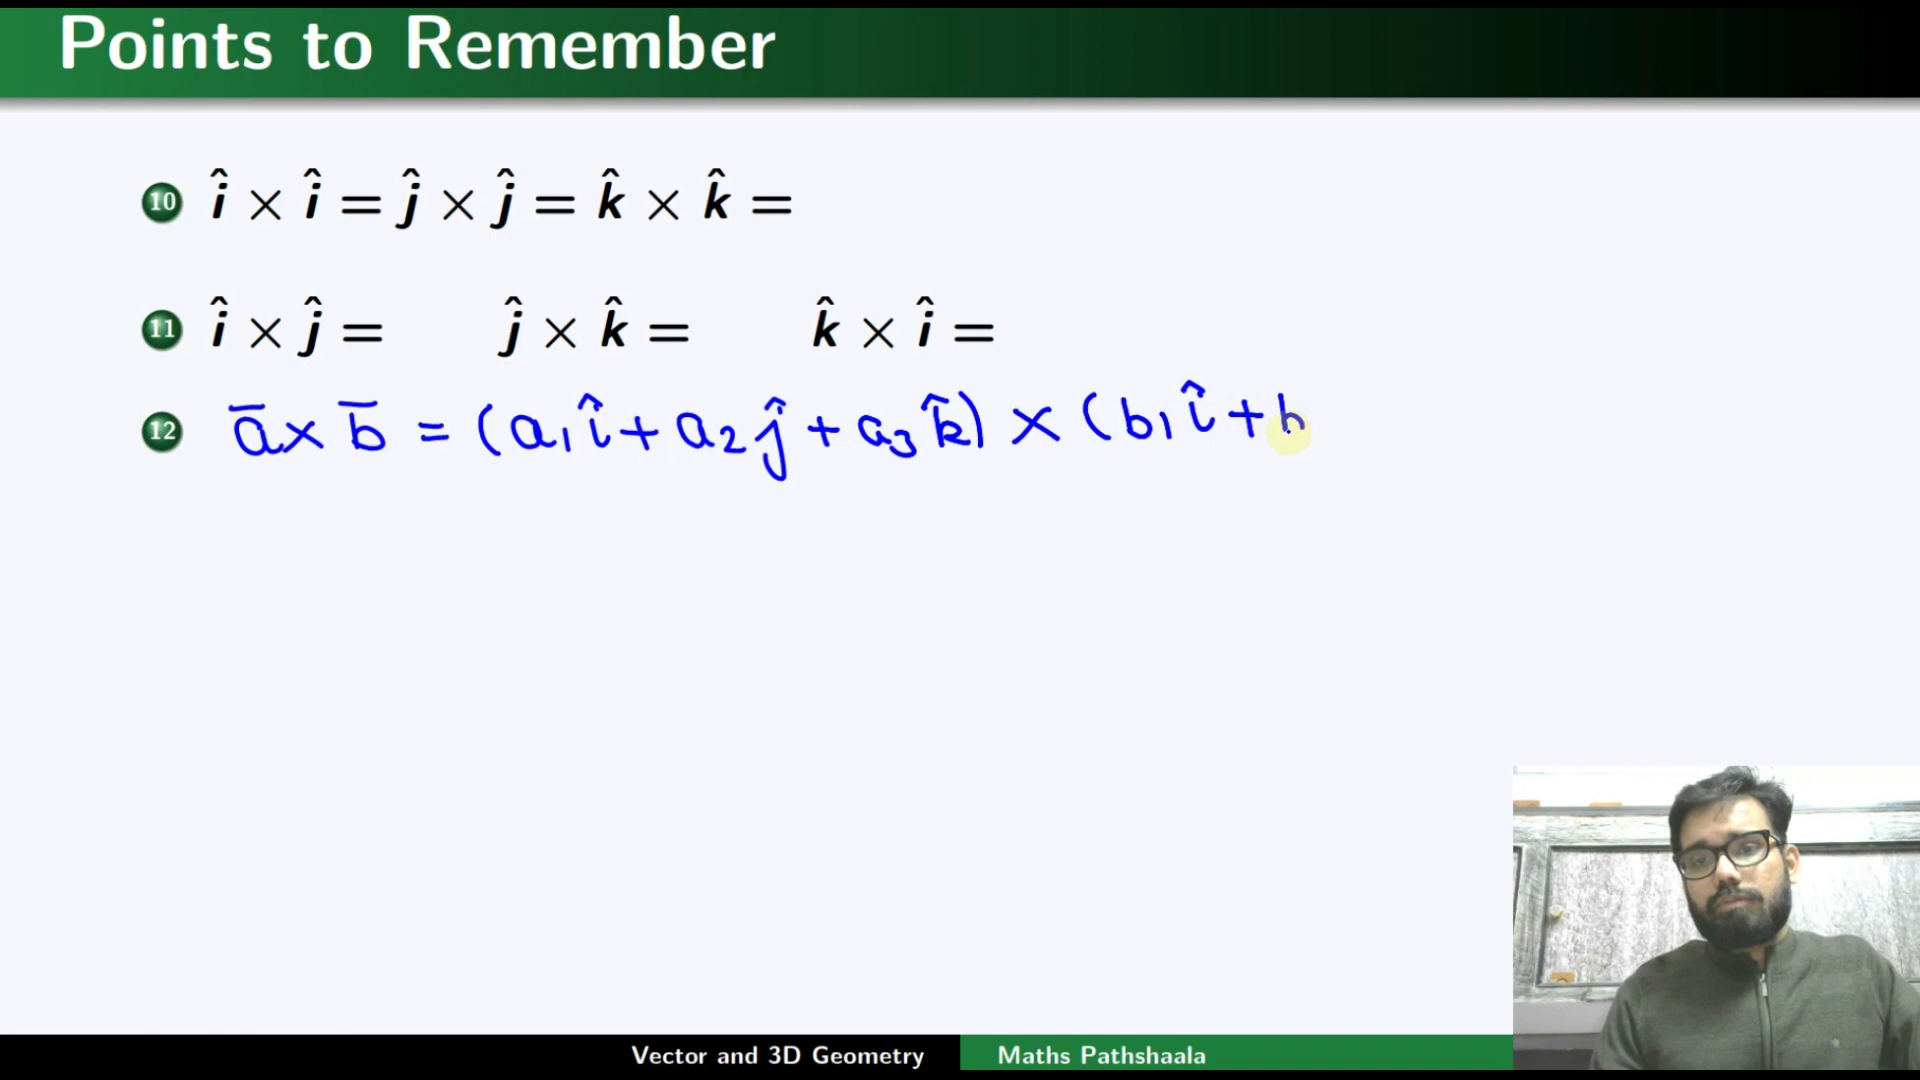 Points to Remember
10 î × î = ĵ × ĵ = k̂ × k̂ =
11 î × ĵ = ĵ × k̂ = k̂ × î =
12 a̅ × b̅ = (a₁î + a₂ĵ + a₃k̂) × (b₁î + b
Vector and 3D Geometry Maths Pathshaala